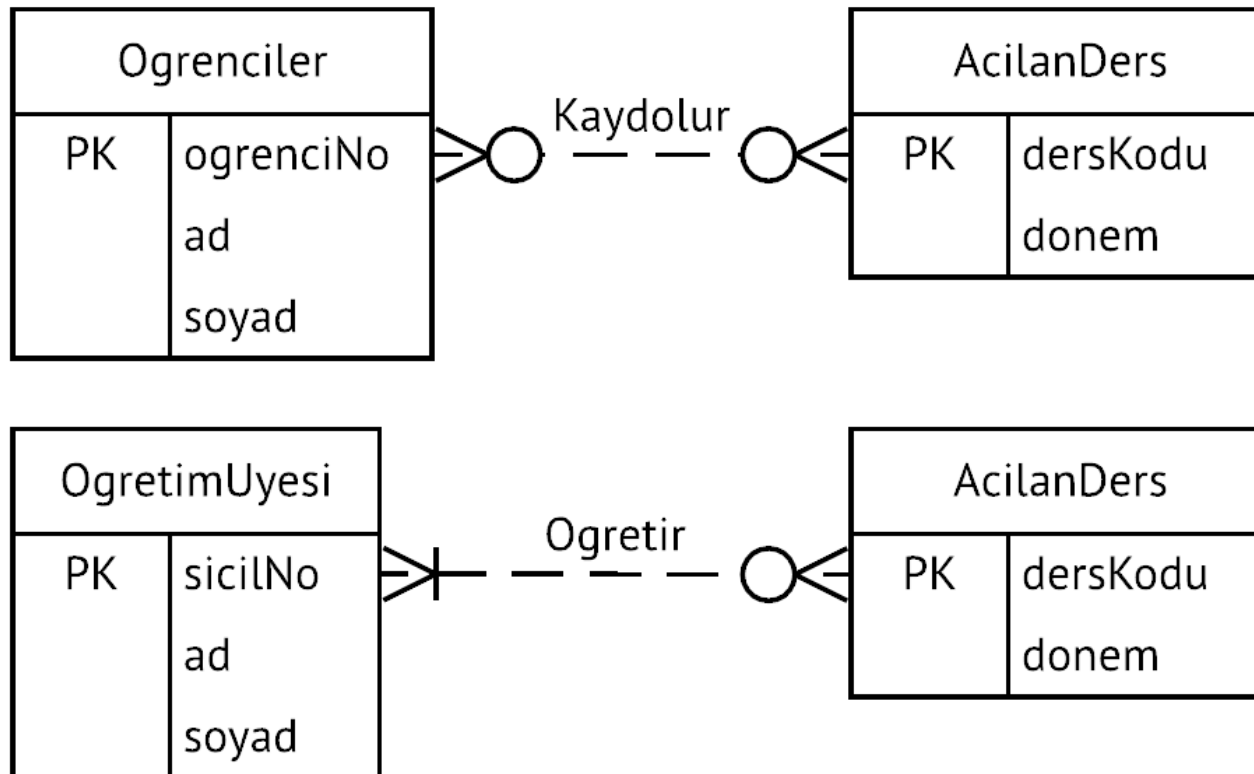 Ogrenciler
PK ogrenciNo
ad
soyad
Kaydolur
AcilanDers
PK dersKodu
donem
OgretimUyesi
PK sicilNo
ad
soyad
Ogretir
AcilanDers
PK dersKodu
donem